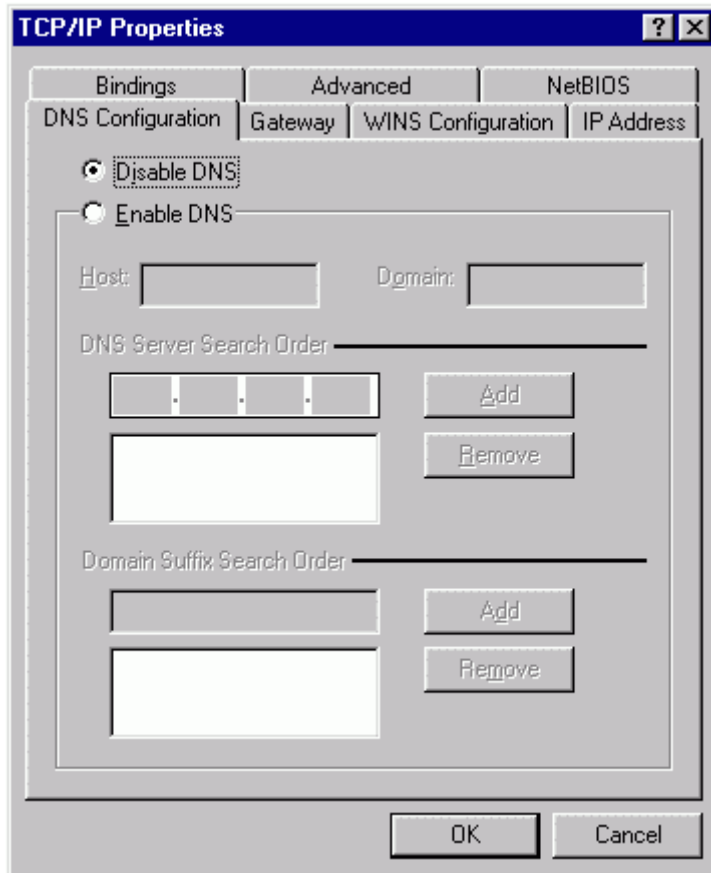 TCP/IP Properties
Bindings Advanced NetBIOS
DNS Configuration Gateway WINS Configuration IP Address
Disable DNS
Enable DNS
Host: Domain:
DNS Server Search Order
. . . Add
Remove
Domain Suffix Search Order
Add
Remove
OK Cancel